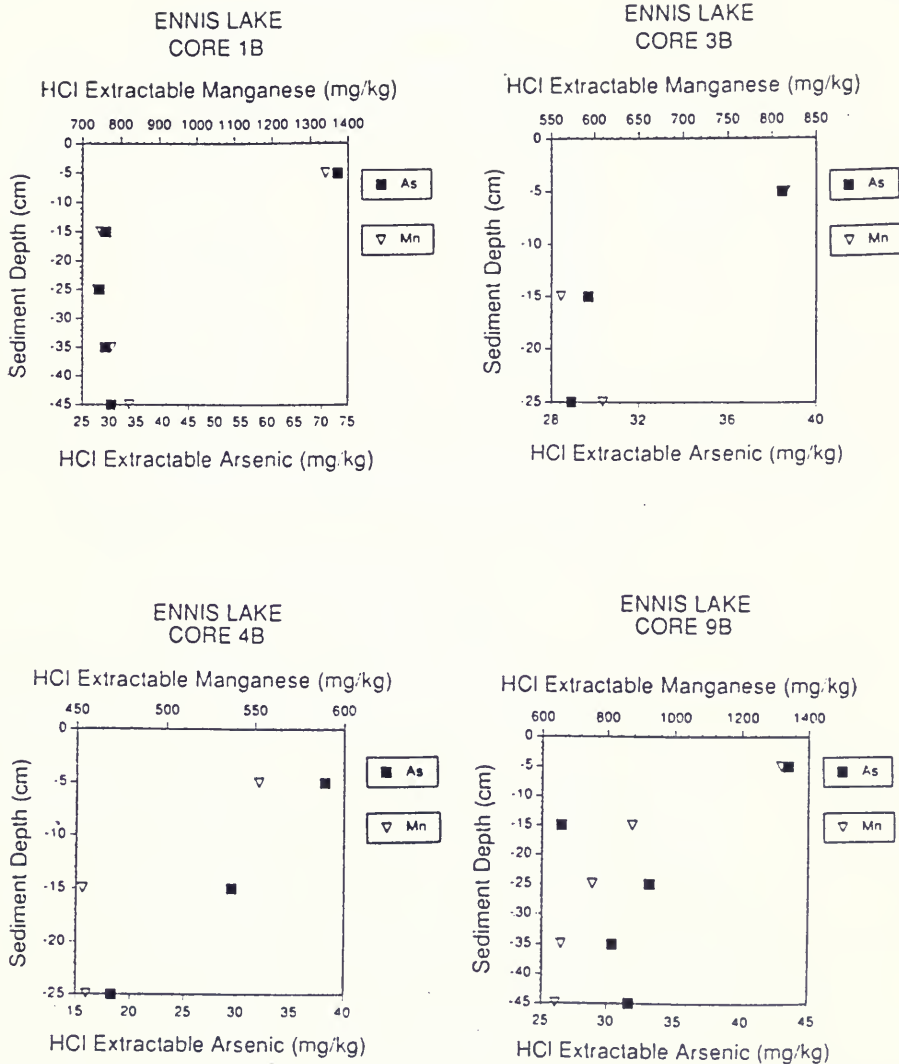 ENNIS LAKE
CORE 1B
HCl Extractable Manganese (mg/kg)
700 800 900 1000 1100 1200 1300 1400
0
-5
-10
-15
-20
-25
-30
-35
-40
-45
Sediment Depth (cm)
As
Mn
25 30 35 40 45 50 55 60 65 70 75
HCl Extractable Arsenic (mg/kg)
ENNIS LAKE
CORE 3B
HCl Extractable Manganese (mg/kg)
550 600 650 700 750 800 850
0
-5
-10
-15
-20
-25
Sediment Depth (cm)
As
Mn
28 32 36 40
HCl Extractable Arsenic (mg/kg)
ENNIS LAKE
CORE 4B
HCl Extractable Manganese (mg/kg)
450 500 550 600
0
-5
-10
-15
-20
-25
Sediment Depth (cm)
As
Mn
15 20 25 30 35 40
HCl Extractable Arsenic (mg/kg)
ENNIS LAKE
CORE 9B
HCl Extractable Manganese (mg/kg)
600 800 1000 1200 1400
0
-5
-10
-15
-20
-25
-30
-35
-40
-45
Sediment Depth (cm)
As
Mn
25 30 35 40 45
HCl Extractable Arsenic (mg/kg)